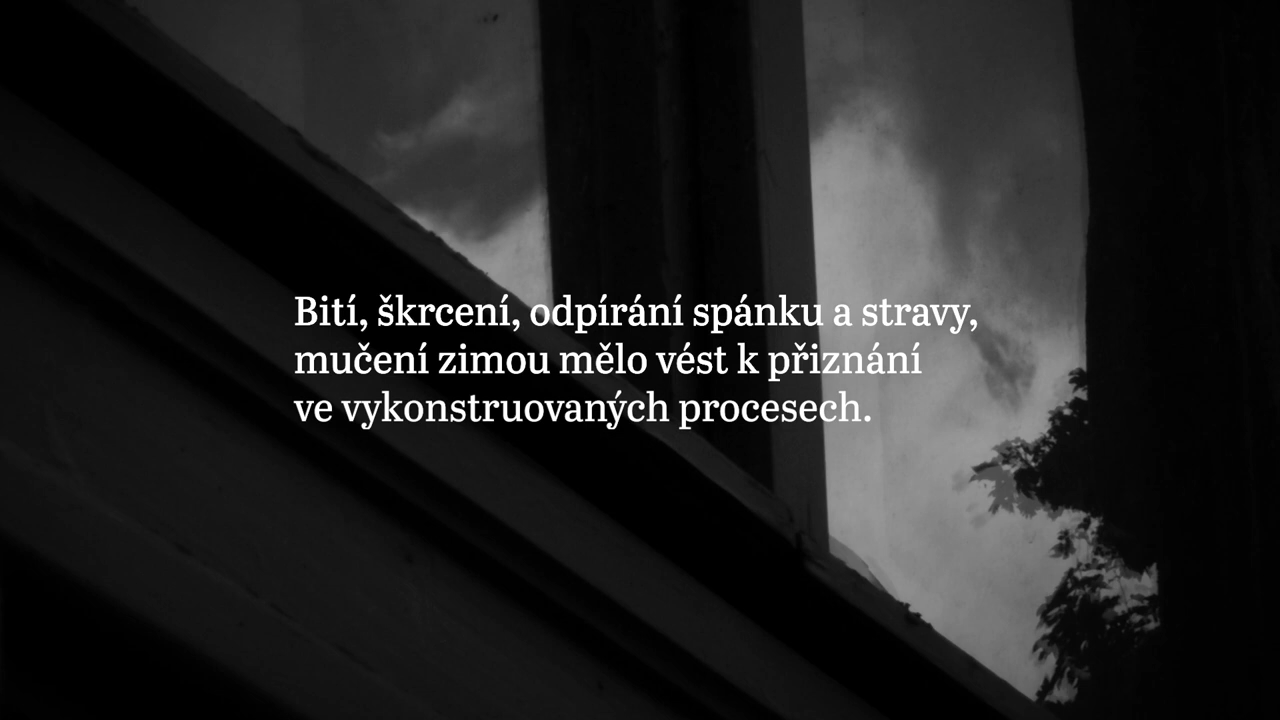 Bití, škrcení, odpírání spánku a stravy,
mučení zimou mělo vést k přiznání
ve vykonstruovaných procesech.